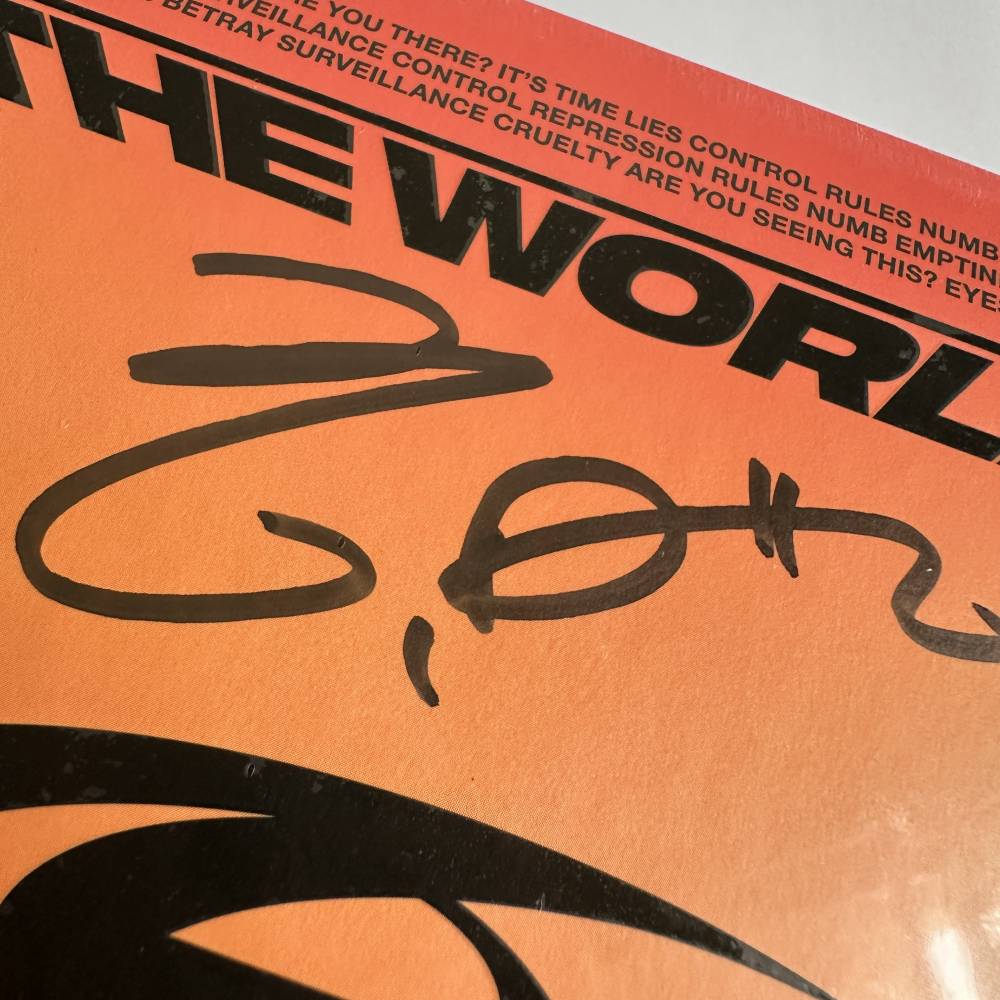 YOU THERE? IT'S TIME LIES CONTROL RULES NUMB
CONTROL REPRESSION RULES NUMB
BETRAY SURVEILLANCE CRUELTY ARE YOU SEEING THIS? EYES
THE WORL